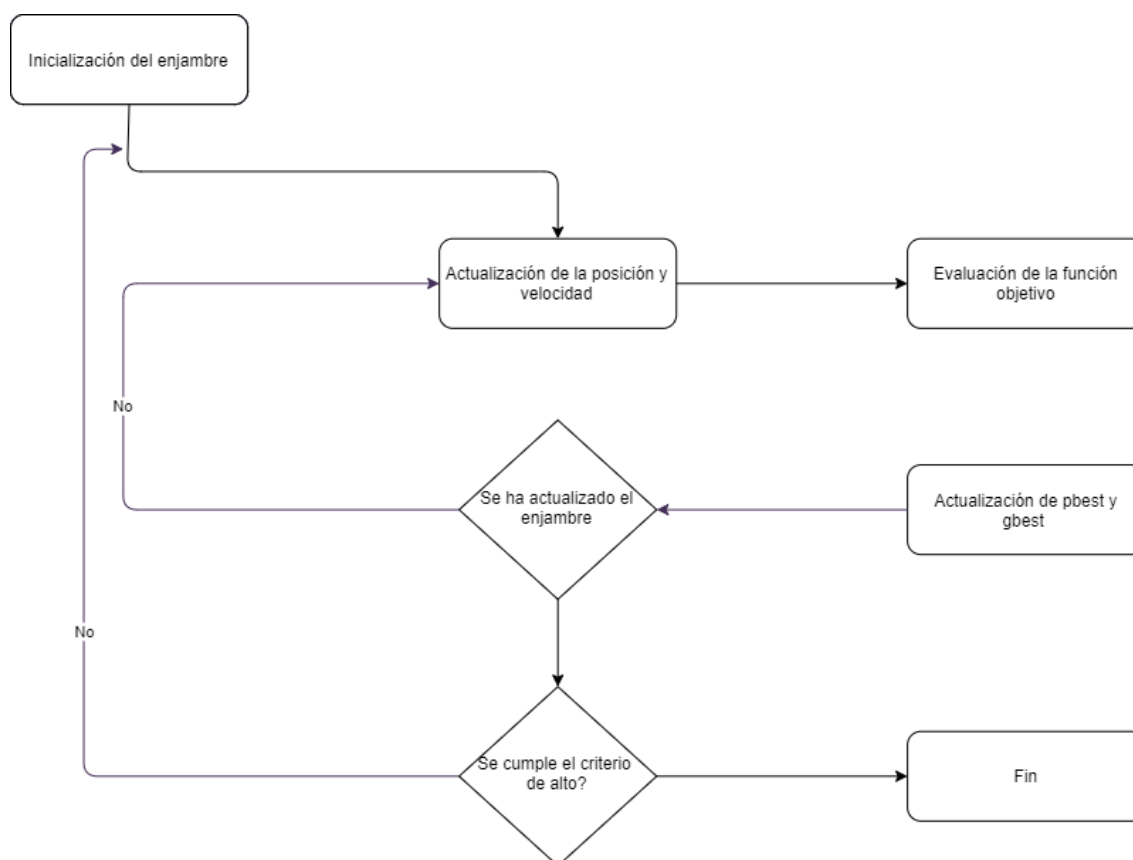 Inicialización del enjambre
Actualización de la posición y
velocidad
Evaluación de la función
objetivo
No
Se ha actualizado el
enjambre
Actualización de pbest y
gbest
No
Se cumple el criterio
de alto?
Fin